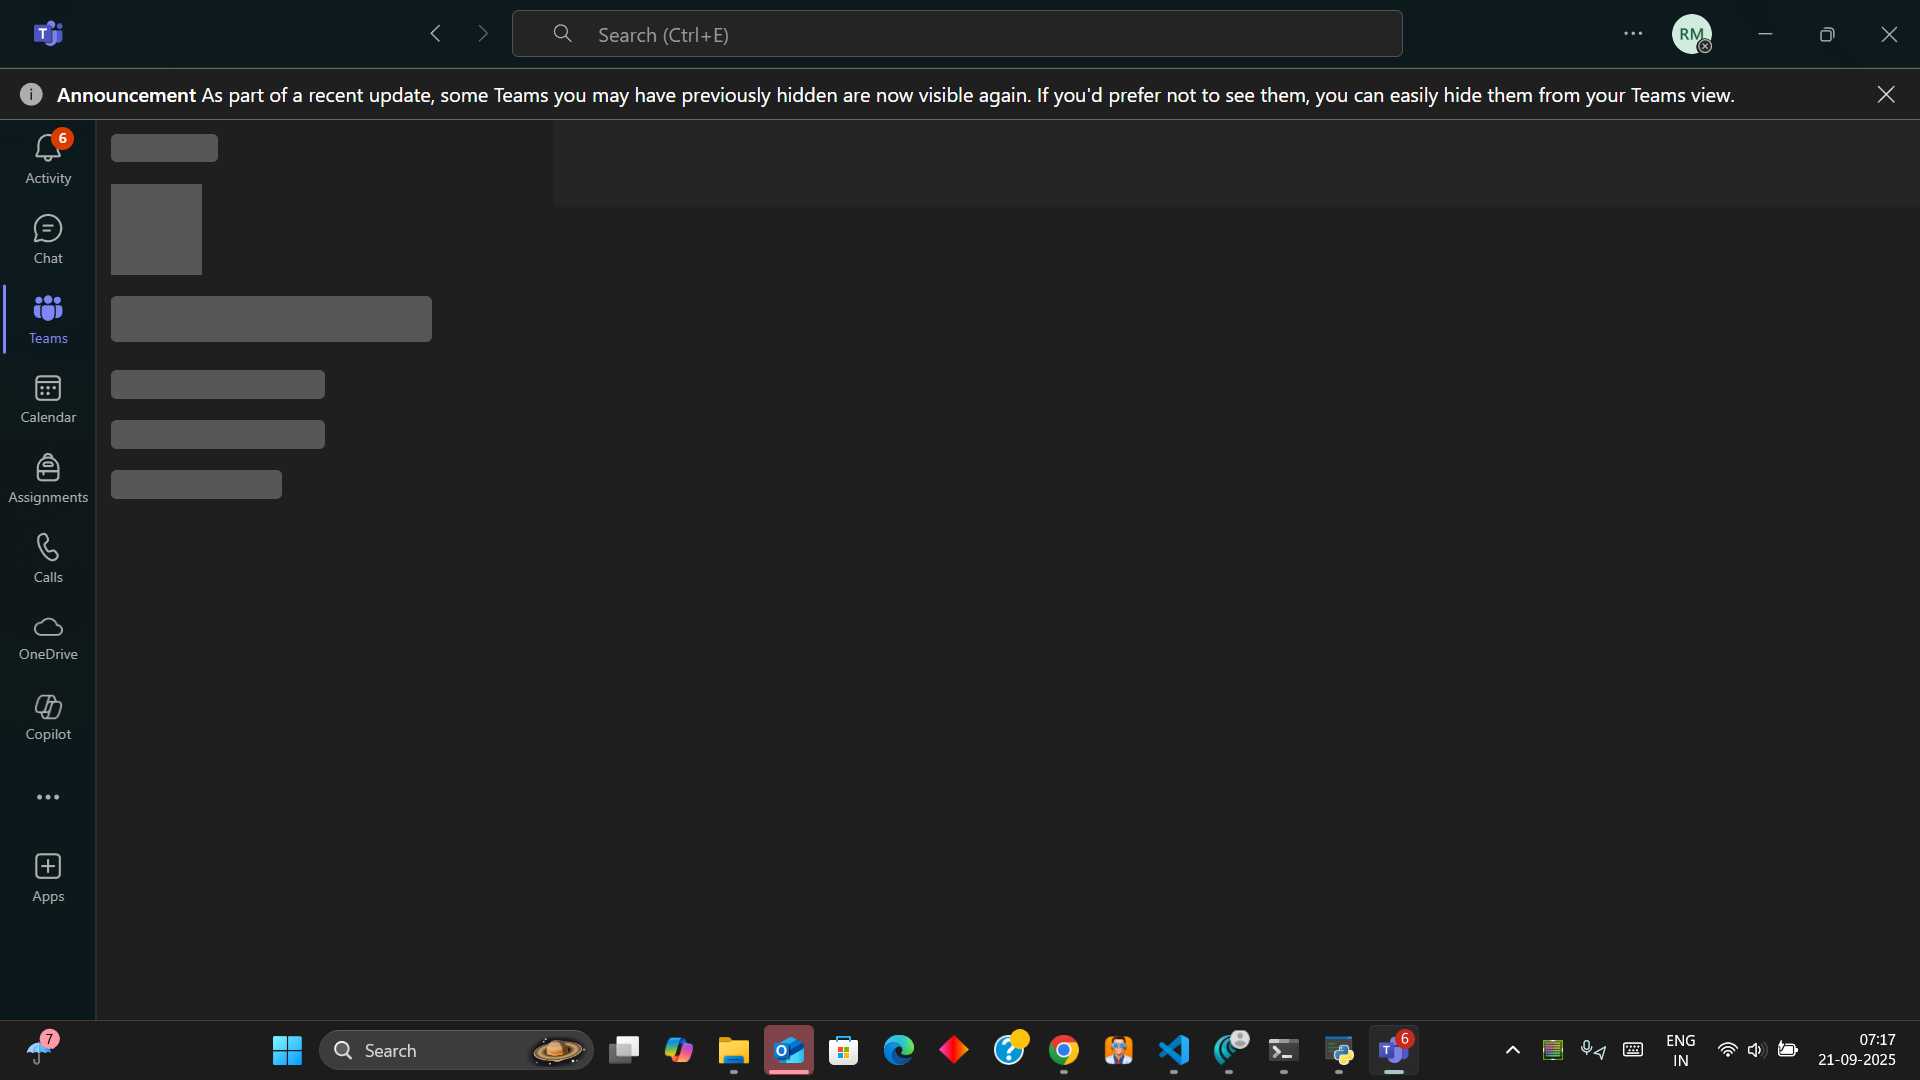 Search (Ctrl+E)
RM
Announcement As part of a recent update, some Teams you may have previously hidden are now visible again. If you'd prefer not to see them, you can easily hide them from your Teams view.
6
Activity
Chat
Teams
Calendar
Assignments
Calls
OneDrive
Copilot
Apps
7
Search
6
ENG
IN
07:17
21-09-2025